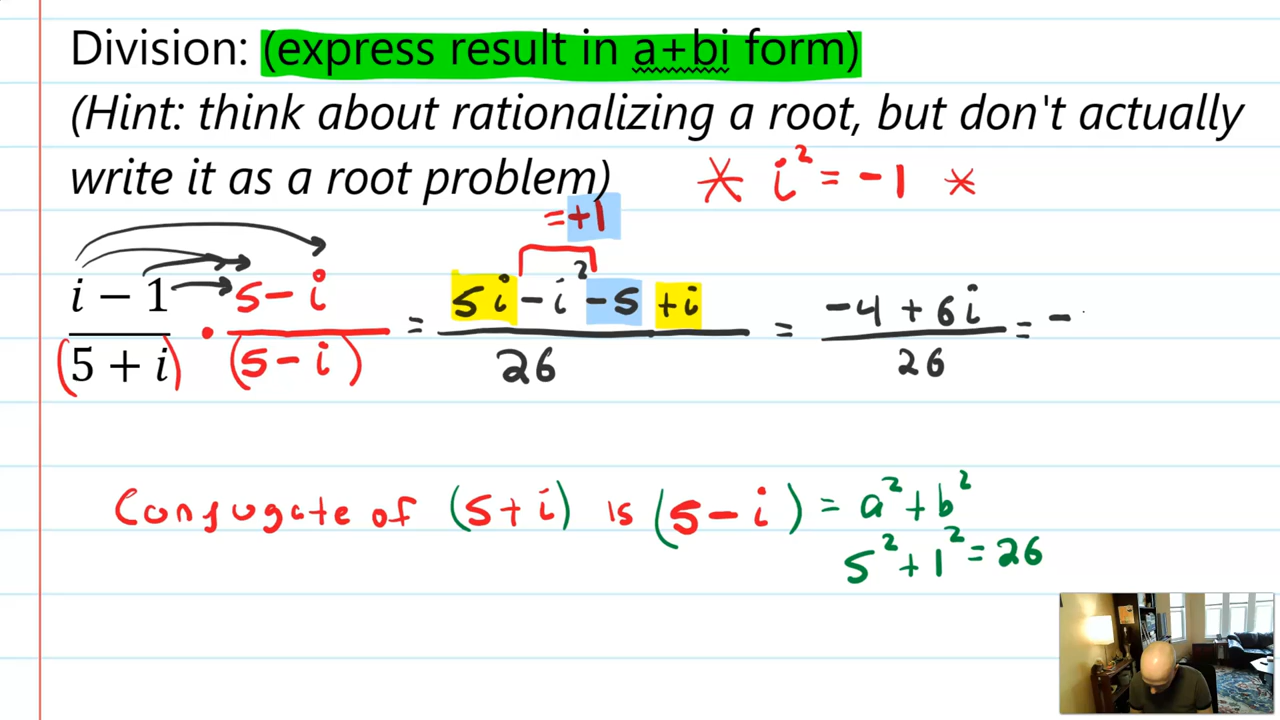 Division: (express result in a+bi form)
(Hint: think about rationalizing a root, but don't actually
write it as a root problem) * i² = -1 *
= +1
i − 1 5 - i 5i - i² - 5 + i -4 + 6i
(5 + i) • (5 - i) = 26 = 26 = -
Conjugate of (5+i) is (5-i) = a² + b²
5² + 1² = 26